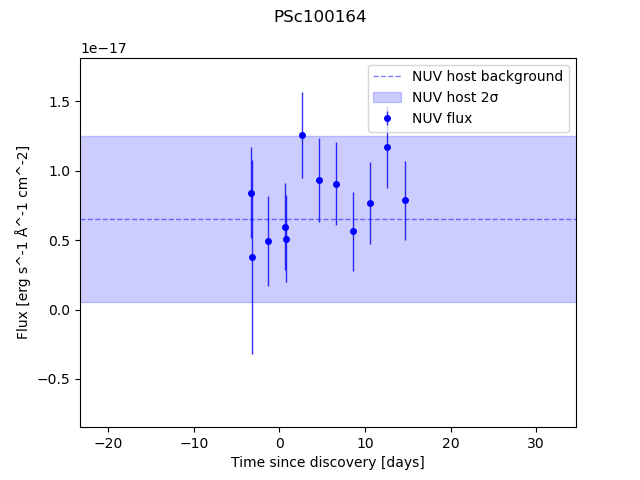 PSc100164
1e−17
NUV host background
NUV host 2σ
NUV flux
1.5
1.0
0.5
0.0
−0.5
Flux [erg s^-1 Å^-1 cm^-2]
−20 −10 0 10 20 30
Time since discovery [days]